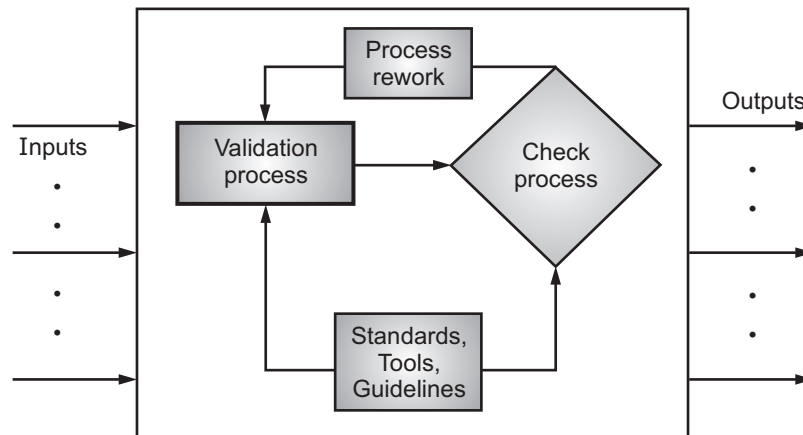 Process
rework
Inputs
Outputs
Validation
process
Check
process
Standards,
Tools,
Guidelines